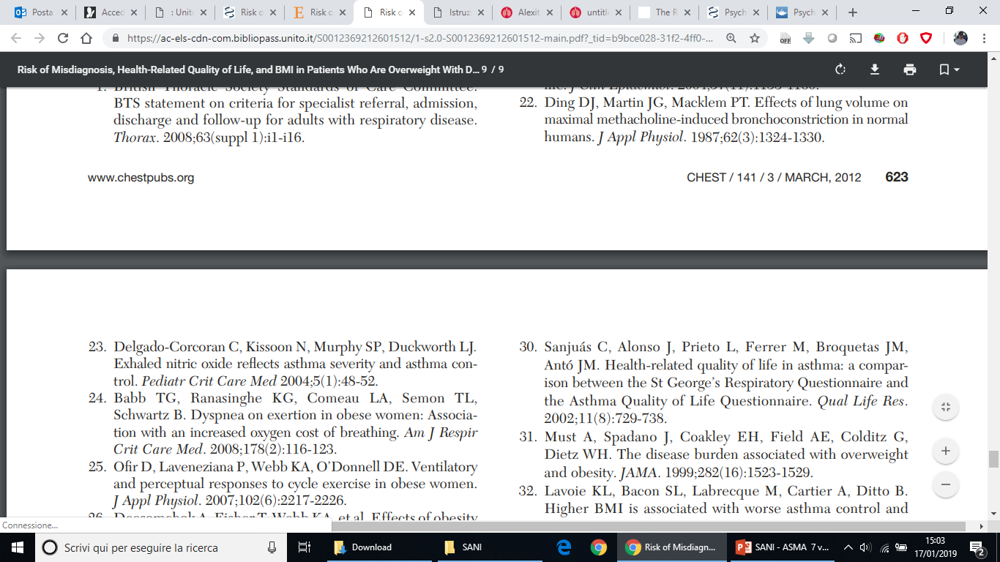 Posta
Acced
: Unit
Risk o
Risk o
Risk o
Istruz
Alexit
untitl
The R
Psych
Psych
https://ac-els-cdn-com.bibliopass.unito.it/S0012369212601512/1-s2.0-S0012369212601512-main.pdf?_tid=b9bce028-31f2-4ff0-...
OFF
Risk of Misdiagnosis, Health-Related Quality of Life, and BMI in Patients Who Are Overweight With D... 9 / 9
1. British Thoracic Society Standards of Care Committee.
BTS statement on criteria for specialist referral, admission,
discharge and follow-up for adults with respiratory disease.
Thorax. 2008;63(suppl 1):i1-i16.
22. Ding DJ, Martin JG, Macklem PT. Effects of lung volume on
maximal methacholine-induced bronchoconstriction in normal
humans. J Appl Physiol. 1987;62(3):1324-1330.
www.chestpubs.org
CHEST / 141 / 3 / MARCH, 2012 623
23. Delgado-Corcoran C, Kissoon N, Murphy SP, Duckworth LJ.
Exhaled nitric oxide reflects asthma severity and asthma con-
trol. Pediatr Crit Care Med 2004;5(1):48-52.
24. Babb TG, Ranasinghe KG, Comeau LA, Semon TL,
Schwartz B. Dyspnea on exertion in obese women: Associa-
tion with an increased oxygen cost of breathing. Am J Respir
Crit Care Med. 2008;178(2):116-123.
25. Ofir D, Laveneziana P, Webb KA, O'Donnell DE. Ventilatory
and perceptual responses to cycle exercise in obese women.
J Appl Physiol. 2007;102(6):2217-2226.
et al. Effects of obesity
30. Sanjuás C, Alonso J, Prieto L, Ferrer M, Broquetas JM,
Antó JM. Health-related quality of life in asthma: a compar-
ison between the St George's Respiratory Questionnaire and
the Asthma Quality of Life Questionnaire. Qual Life Res.
2002;11(8):729-738.
31. Must A, Spadano J, Coakley EH, Field AE, Colditz G,
Dietz WH. The disease burden associated with overweight
and obesity. JAMA. 1999;282(16):1523-1529.
32. Lavoie KL, Bacon SL, Labrecque M, Cartier A, Ditto B.
Higher BMI is associated with worse asthma control and
Connessione...
Scrivi qui per eseguire la ricerca
Download
SANI
Risk of Misdiagn...
SANI - ASMA 7 v...
15:03
17/01/2019
2